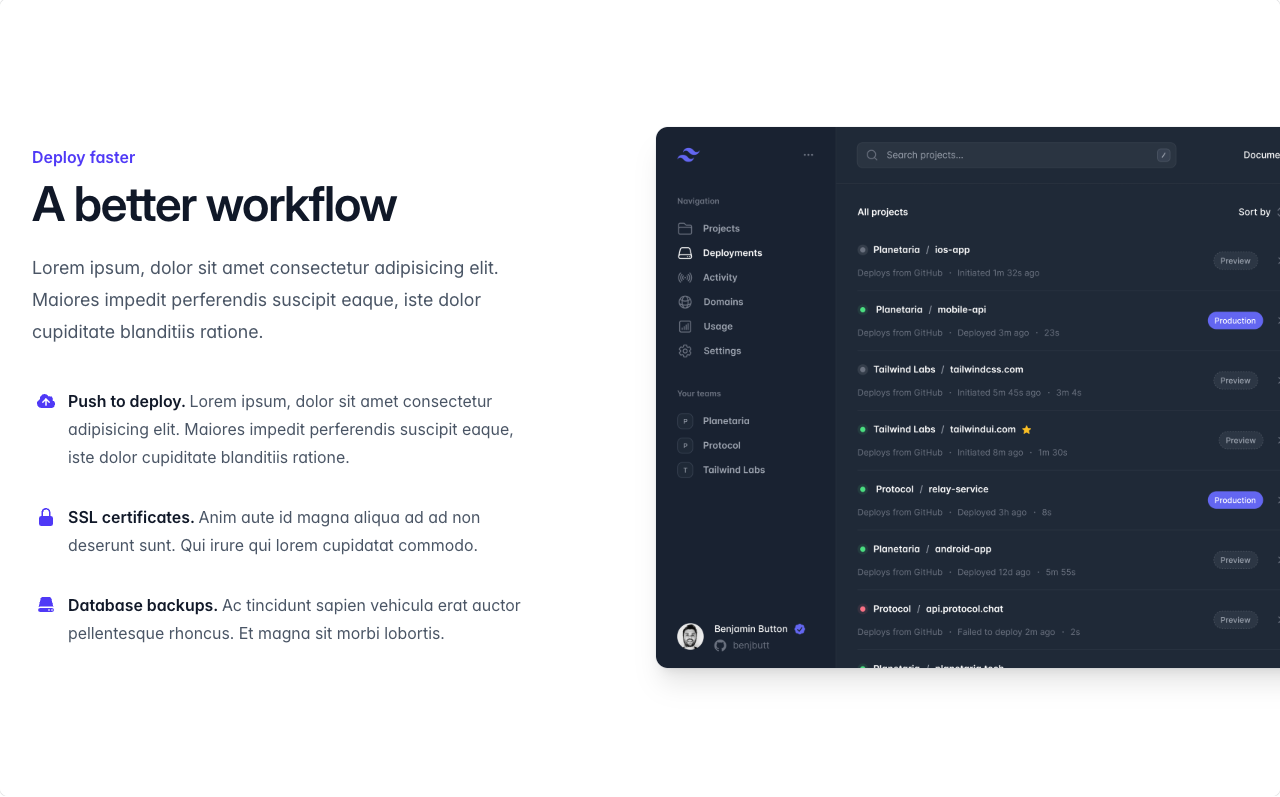 Deploy faster
A better workflow
Lorem ipsum, dolor sit amet consectetur adipisicing elit.
Maiores impedit perferendis suscipit eaque, iste dolor
cupiditate blanditiis ratione.
Push to deploy. Lorem ipsum, dolor sit amet consectetur
adipisicing elit. Maiores impedit perferendis suscipit eaque,
iste dolor cupiditate blanditiis ratione.
SSL certificates. Anim aute id magna aliqua ad ad non
deserunt sunt. Qui irure qui lorem cupidatat commodo.
Database backups. Ac tincidunt sapien vehicula erat auctor
pellentesque rhoncus. Et magna sit morbi lobortis.
Navigation
Projects
Deployments
Activity
Domains
Usage
Settings
Your teams
P Planetaria
P Protocol
T Tailwind Labs
Benjamin Button
benjbutt
Search projects... /
Docume
All projects
Sort by
Planetaria / ios-app
Deploys from GitHub · Initiated 1m 32s ago
Preview
Planetaria / mobile-api
Deploys from GitHub · Deployed 3m ago · 23s
Production
Tailwind Labs / tailwindcss.com
Deploys from GitHub · Initiated 5m 45s ago · 3m 4s
Preview
Tailwind Labs / tailwindui.com
Deploys from GitHub · Initiated 8m ago · 1m 30s
Preview
Protocol / relay-service
Deploys from GitHub · Deployed 3h ago · 8s
Production
Planetaria / android-app
Deploys from GitHub · Deployed 12d ago · 5m 55s
Preview
Protocol / api.protocol.chat
Deploys from GitHub · Failed to deploy 2m ago · 2s
Preview
Planetaria / planetaria.tech